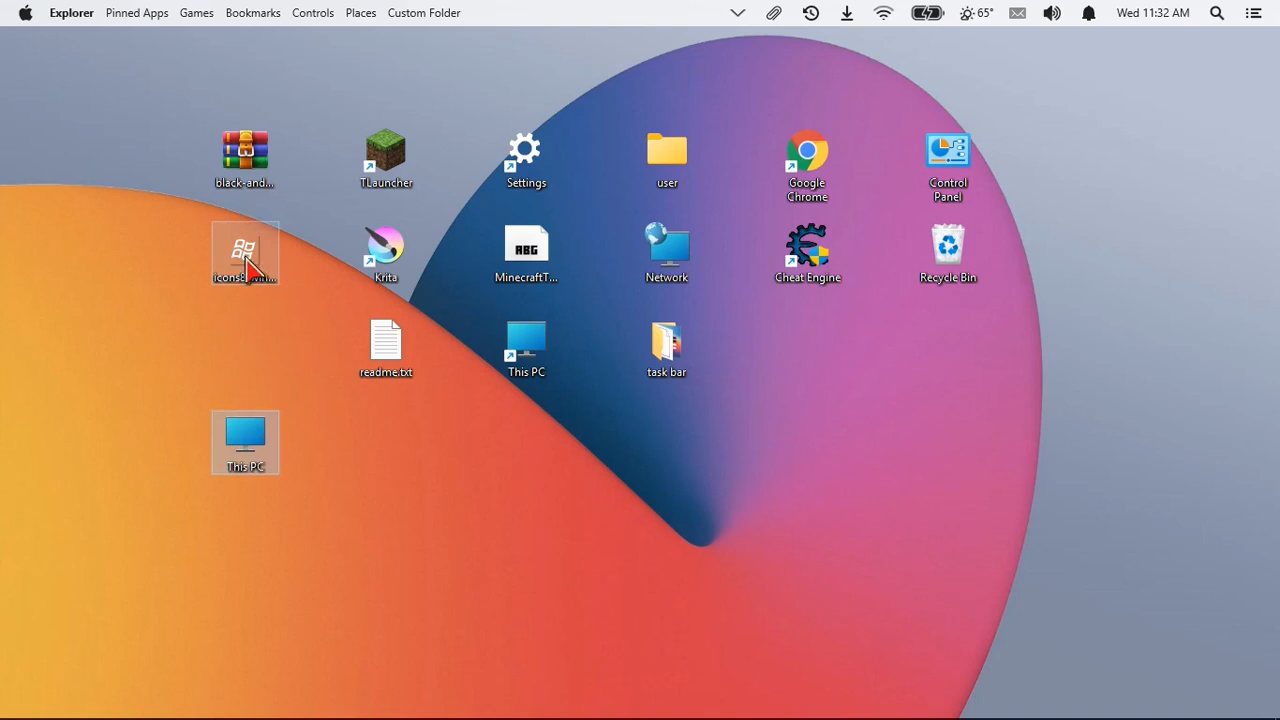 Explorer Pinned Apps Games Bookmarks Controls Places Custom Folder 65° Wed 11:32 AM
black-and... TLauncher Settings user Google Chrome Control Panel
Krita MinecraftT... Network Cheat Engine Recycle Bin
ABG
readme.txt This PC task bar
This PC